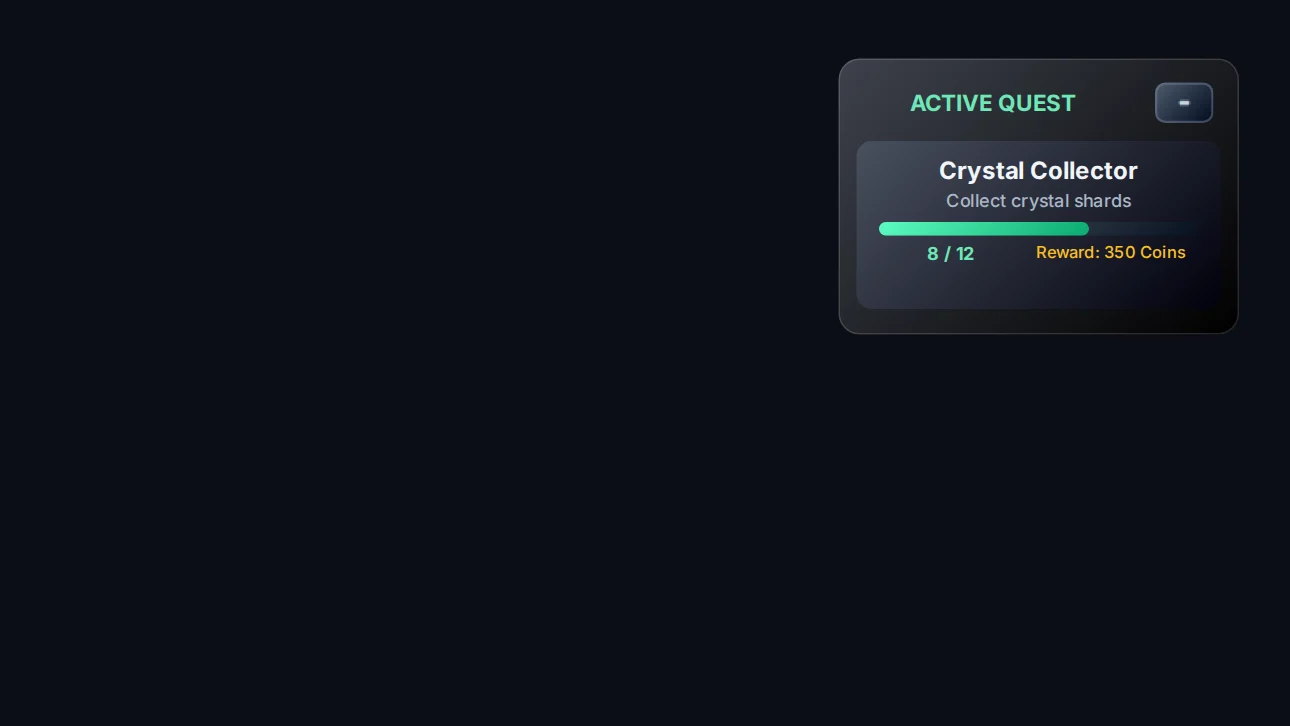 ACTIVE QUEST
-
Crystal Collector
Collect crystal shards
8 / 12
Reward: 350 Coins